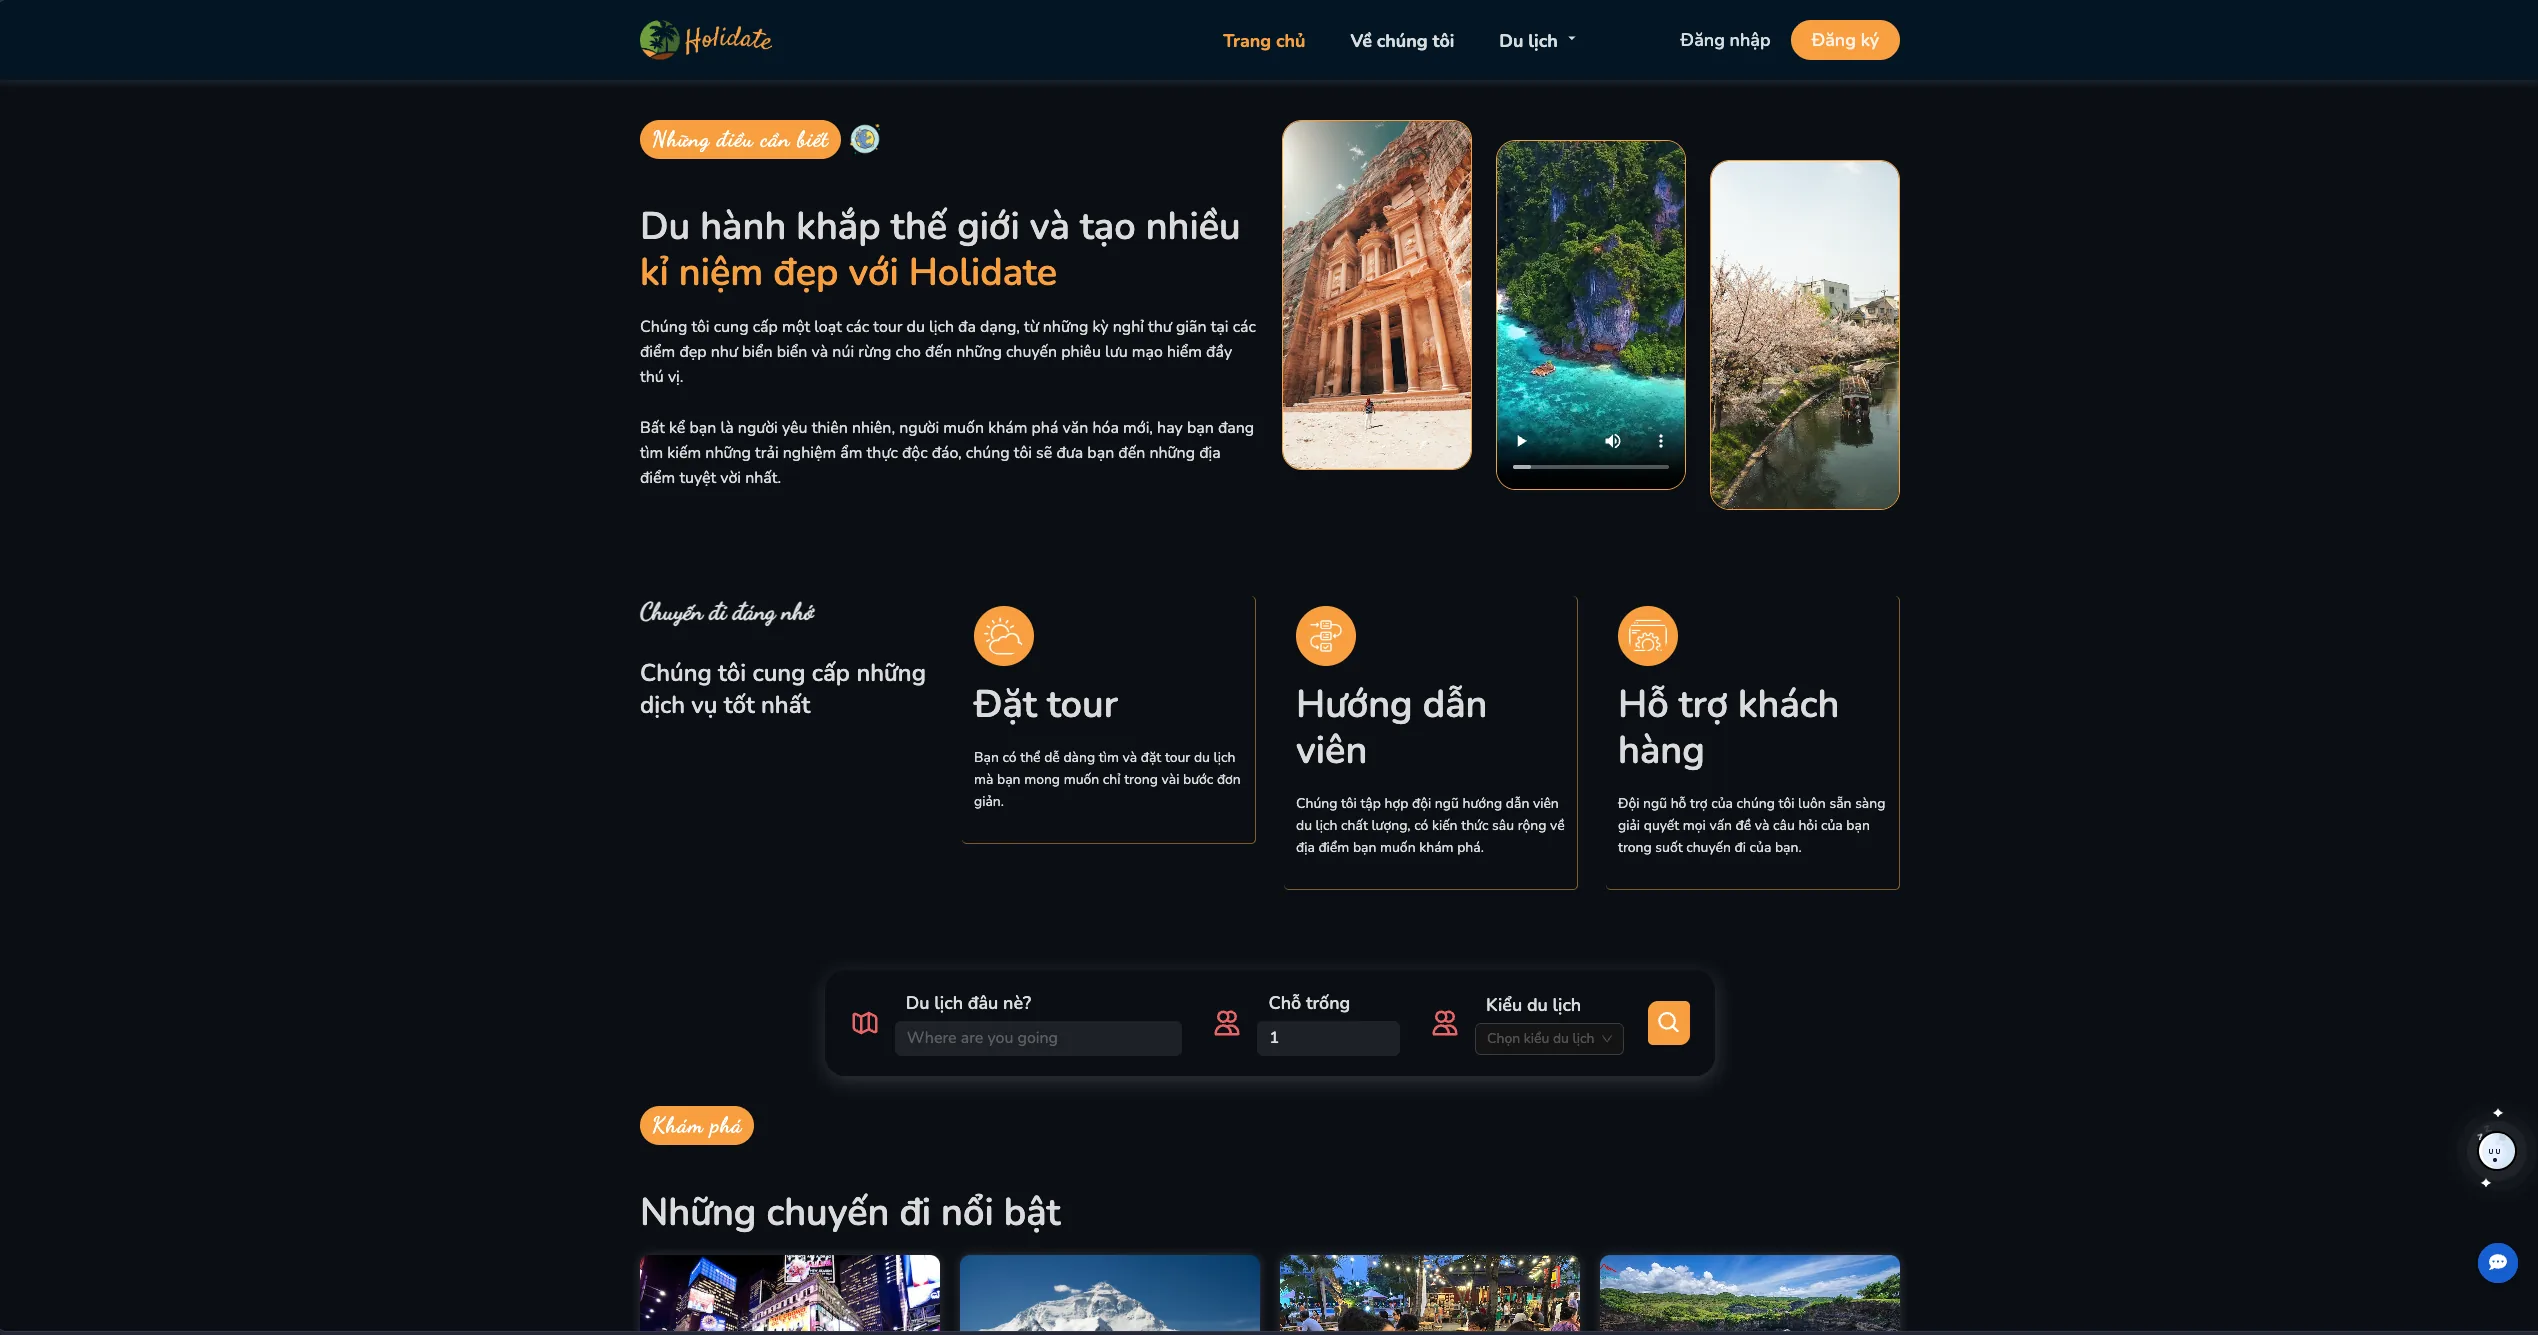 Holidate
Trang chủ
Về chúng tôi
Du lịch
Đăng nhập
Đăng ký
Những điều cần biết
Du hành khắp thế giới và tạo nhiều
kỉ niệm đẹp với Holidate
Chúng tôi cung cấp một loạt các tour du lịch đa dạng, từ những kỳ nghỉ thư giãn tại các
điểm đẹp như biển biển và núi rừng cho đến những chuyến phiêu lưu mạo hiểm đầy
thú vị.
Bất kể bạn là người yêu thiên nhiên, người muốn khám phá văn hóa mới, hay bạn đang
tìm kiếm những trải nghiệm ẩm thực độc đáo, chúng tôi sẽ đưa bạn đến những địa
điểm tuyệt vời nhất.
Chuyến đi đáng nhớ
Chúng tôi cung cấp những
dịch vụ tốt nhất
Đặt tour
Bạn có thể dễ dàng tìm và đặt tour du lịch
mà bạn mong muốn chỉ trong vài bước đơn
giản.
Hướng dẫn
viên
Chúng tôi tập hợp đội ngũ hướng dẫn viên
du lịch chất lượng, có kiến thức sâu rộng về
địa điểm bạn muốn khám phá.
Hỗ trợ khách
hàng
Đội ngũ hỗ trợ của chúng tôi luôn sẵn sàng
giải quyết mọi vấn đề và câu hỏi của bạn
trong suốt chuyến đi của bạn.
Du lịch đâu nè?
Where are you going
Chỗ trống
1
Kiểu du lịch
Chọn kiểu du lịch
Khám phá
Những chuyến đi nổi bật